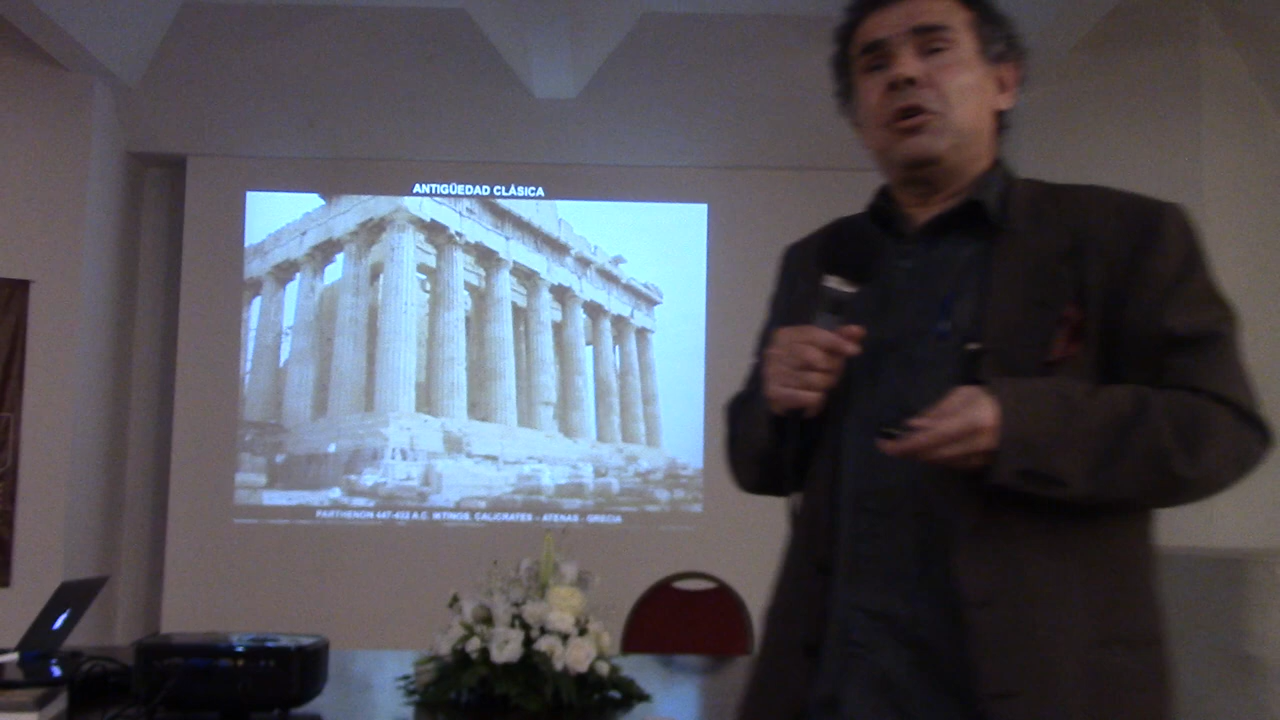 ANTIGÜEDAD CLÁSICA
PARTHENON 447-432 A.C. IKTINOS, CALICRATES - ATENAS - GRECIA